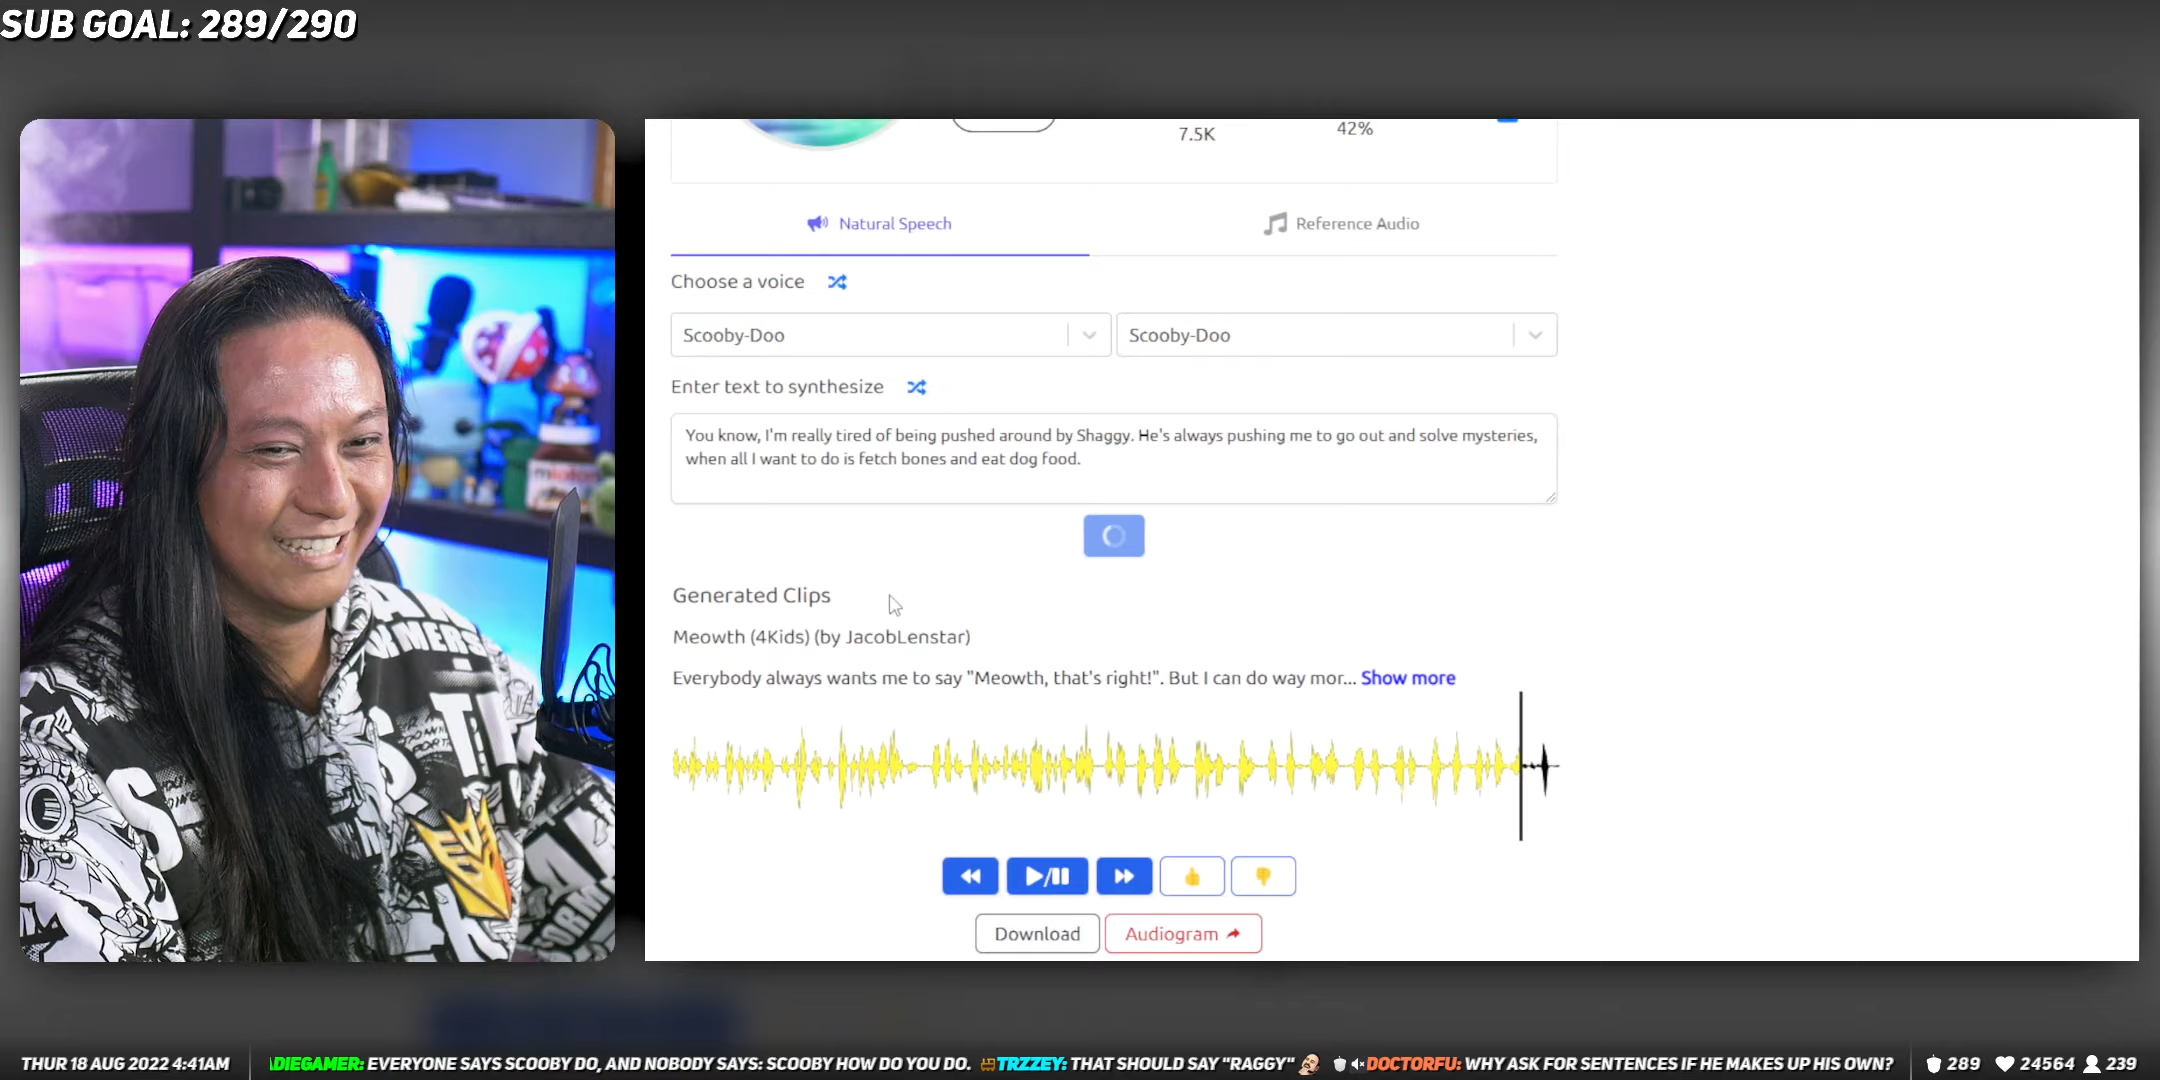 SUB GOAL: 289/290
7.5K
42%
Natural Speech
Reference Audio
Choose a voice
Scooby-Doo
Scooby-Doo
Enter text to synthesize
You know, I'm really tired of being pushed around by Shaggy. He's always pushing me to go out and solve mysteries,
when all I want to do is fetch bones and eat dog food.
Generated Clips
Meowth (4Kids) (by JacobLenstar)
Everybody always wants me to say "Meowth, that's right!". But I can do way mor... Show more
Download
Audiogram
THUR 18 AUG 2022 4:41AM
ADIEGAMER: EVERYONE SAYS SCOOBY DO, AND NOBODY SAYS: SCOOBY HOW DO YOU DO. TRZZEY: THAT SHOULD SAY "RAGGY" DOCTORFU: WHY ASK FOR SENTENCES IF HE MAKES UP HIS OWN?
289 24564 239